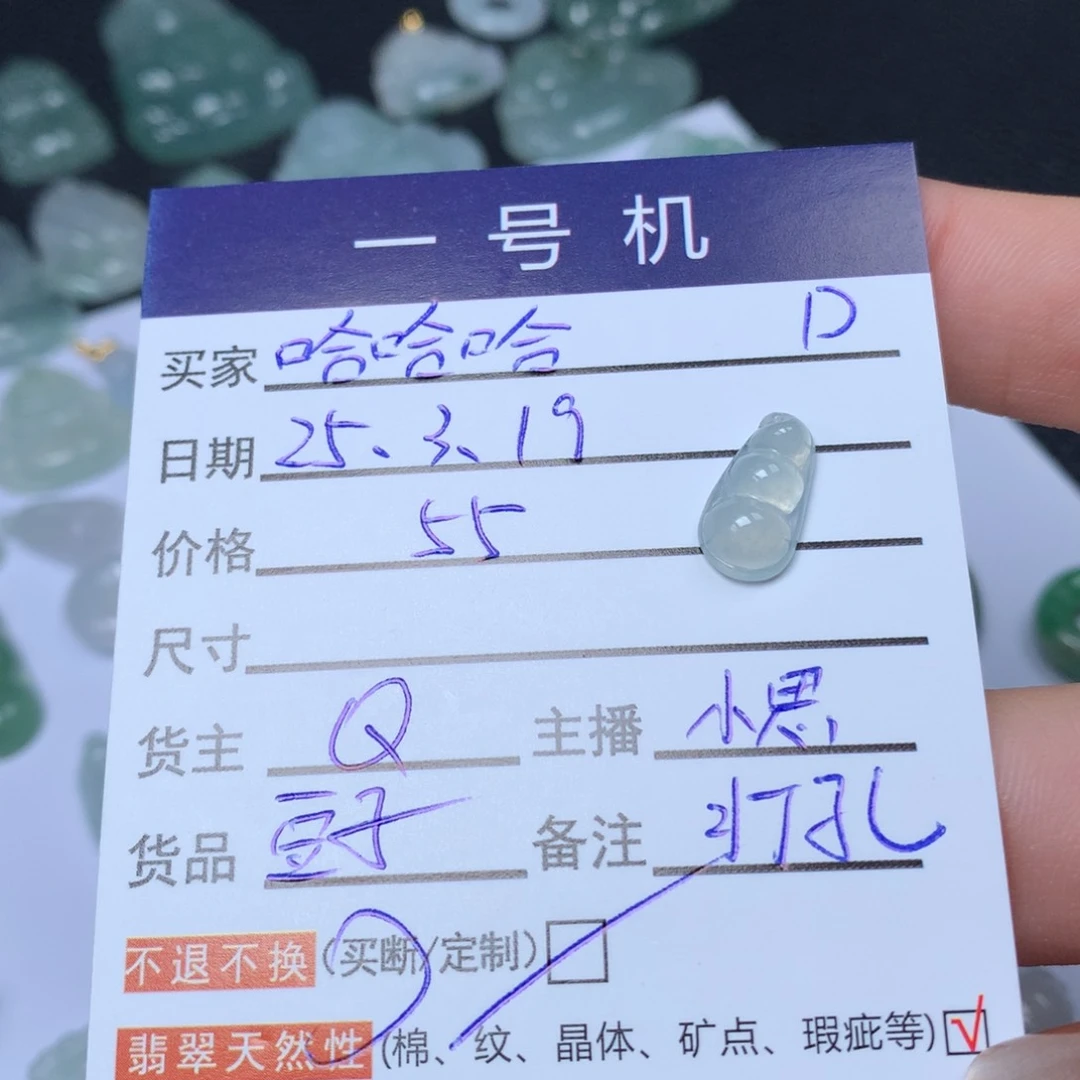 一号机
买家 哈哈哈 D
日期 25、3、19
价格 55
尺寸
货主 Q 主播 小思
货品 豆子 备注 打孔
不退不换(买断/定制)
翡翠天然性(棉、纹、晶体、矿点、瑕疵等) √